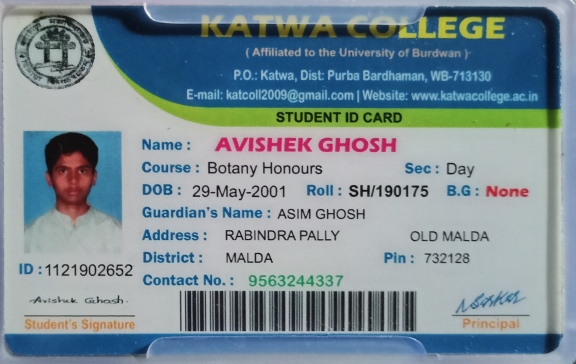 KATWA COLLEGE
( Affiliated to the University of Burdwan )
P.O.: Katwa, Dist: Purba Bardhaman, WB-713130
E-mail: katcoll2009@gmail.com | Website: www.katwacollege.ac.in
STUDENT ID CARD
Name : AVISHEK GHOSH
Course : Botany Honours Sec : Day
DOB : 29-May-2001 Roll : SH/190175 B.G : None
Guardian's Name : ASIM GHOSH
Address : RABINDRA PALLY OLD MALDA
District : MALDA Pin : 732128
ID : 1121902652
Contact No. : 9563244337
Avishek Ghosh.
Student's Signature
Principal